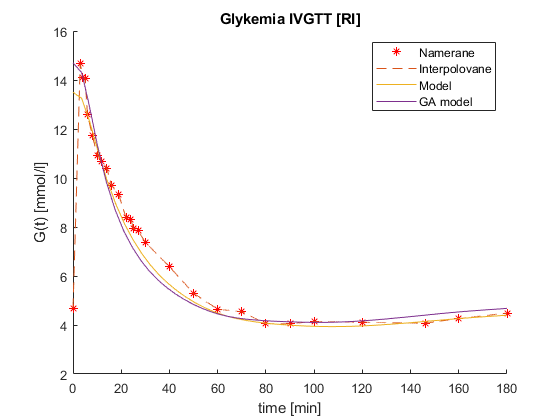 Glykemia IVGTT [RI]
16
14
12
10
8
6
4
2
G(t) [mmol/l]
Namerane
Interpolovane
Model
GA model
0 20 40 60 80 100 120 140 160 180
time [min]